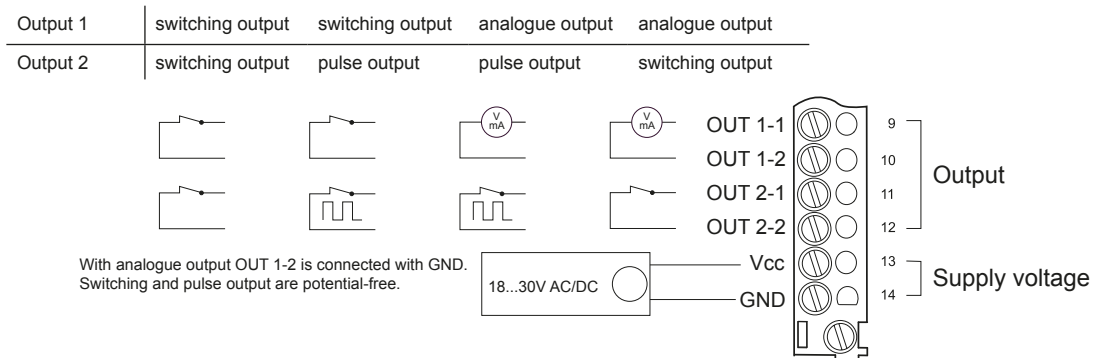 Output 1 switching output switching output analogue output analogue output
Output 2 switching output pulse output pulse output switching output
V mA V mA OUT 1-1 9
OUT 1-2 10
Output
OUT 2-1 11
OUT 2-2 12
With analogue output OUT 1-2 is connected with GND.
Switching and pulse output are potential-free.
18...30V AC/DC
Vcc 13
Supply voltage
GND 14